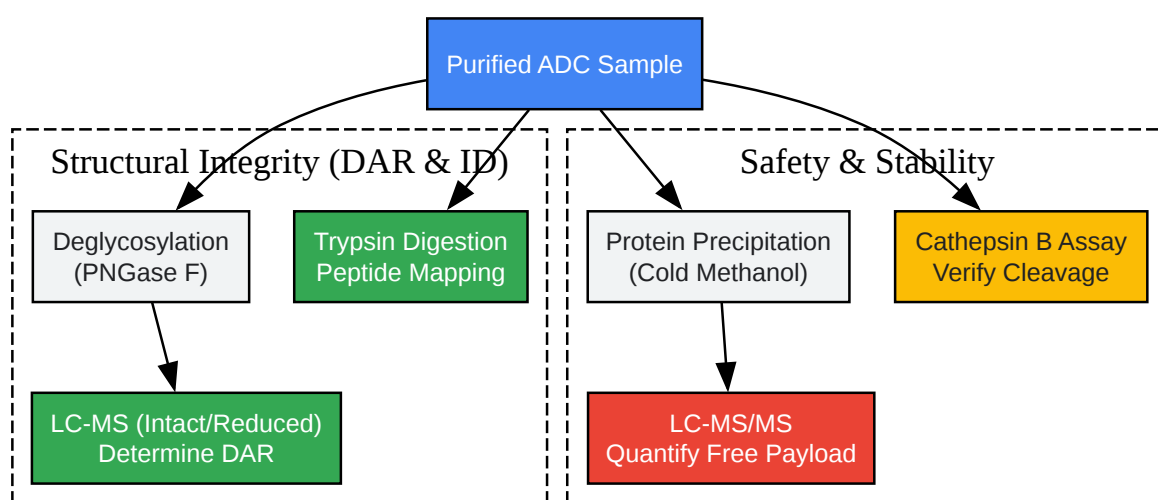 Purified ADC Sample
Structural Integrity (DAR & ID)
Safety & Stability
Deglycosylation
(PNGase F)
Trypsin Digestion
Peptide Mapping
Protein Precipitation
(Cold Methanol)
Cathepsin B Assay
Verify Cleavage
LC-MS (Intact/Reduced)
Determine DAR
LC-MS/MS
Quantify Free Payload